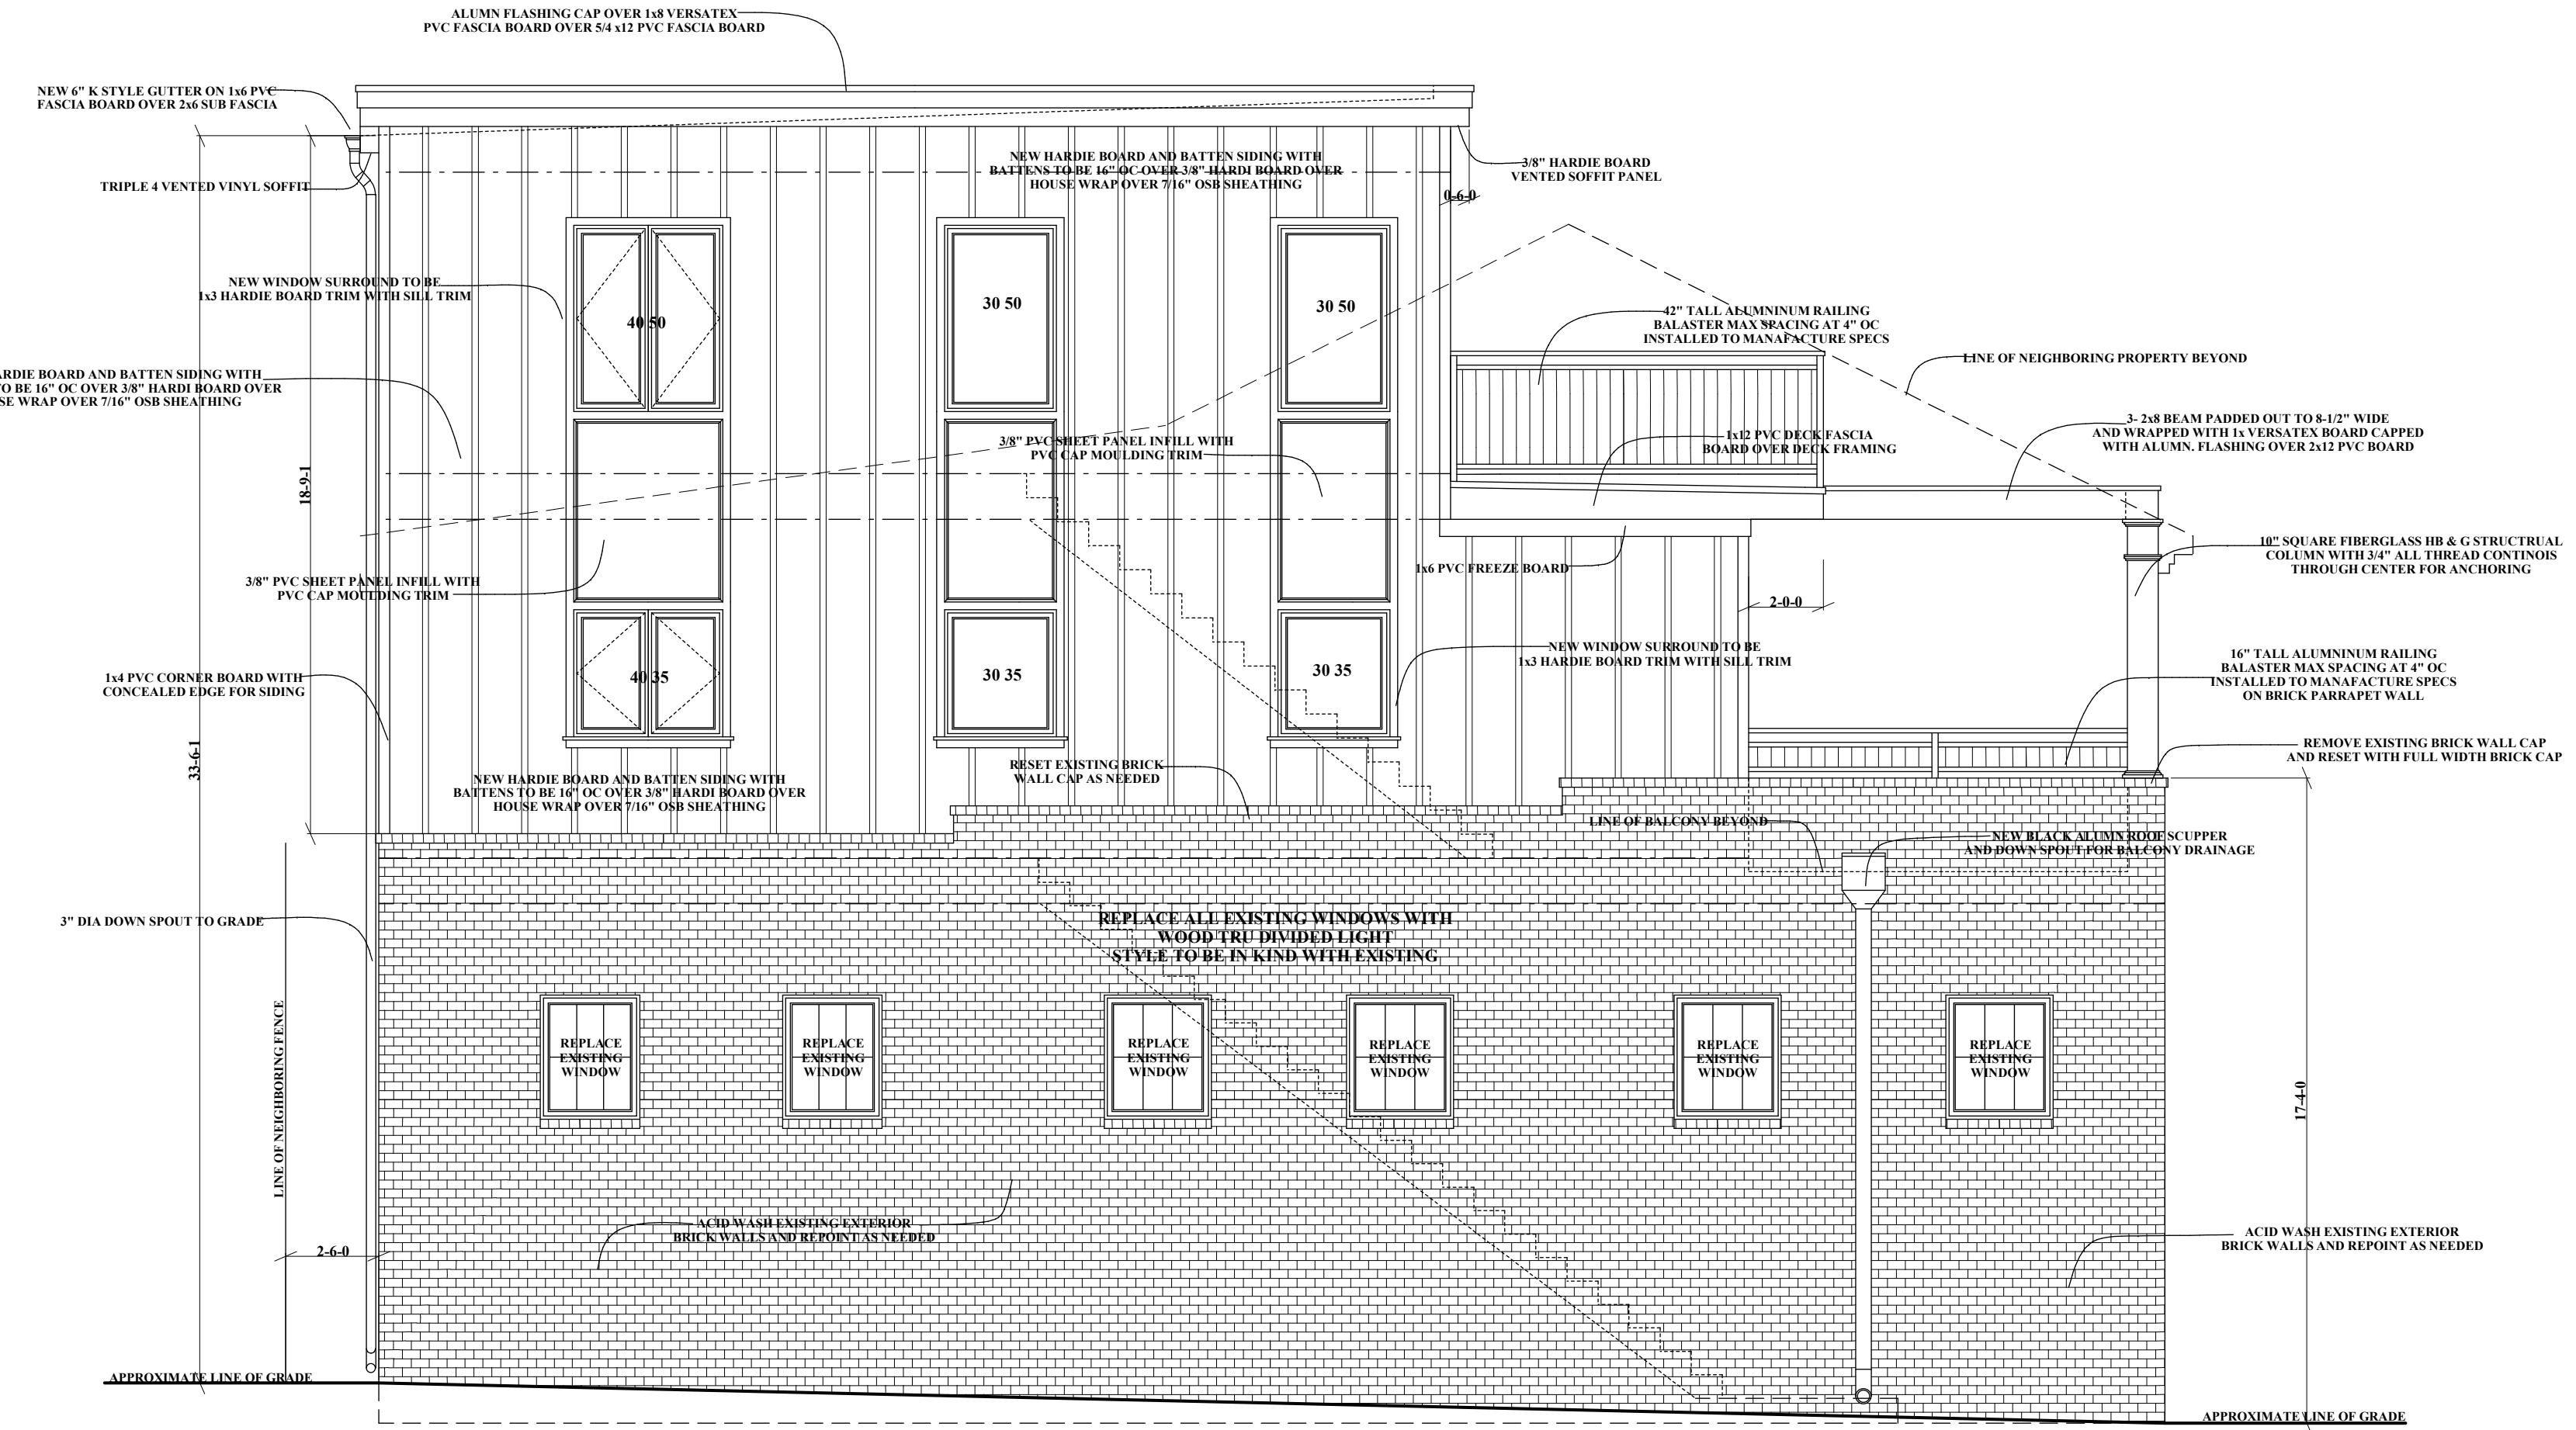 ALUMN FLASHING CAP OVER 1x8 VERSATEX
PVC FASCIA BOARD OVER 5/4 x12 PVC FASCIA BOARD
NEW 6" K STYLE GUTTER ON 1x6 PVC
FASCIA BOARD OVER 2x6 SUB FASCIA
TRIPLE 4 VENTED VINYL SOFFIT
NEW HARDIE BOARD AND BATTEN SIDING WITH
BATTENS TO BE 16" OC OVER 3/8" HARDI BOARD OVER
HOUSE WRAP OVER 7/16" OSB SHEATHING
3/8" HARDIE BOARD
VENTED SOFFIT PANEL
0-6-0
NEW WINDOW SURROUND TO BE
1x3 HARDIE BOARD TRIM WITH SILL TRIM
40 50
30 50
30 50
42" TALL ALUMNINUM RAILING
BALASTER MAX SPACING AT 4" OC
INSTALLED TO MANAFACTURE SPECS
LINE OF NEIGHBORING PROPERTY BEYOND
ARDIE BOARD AND BATTEN SIDING WITH
TO BE 16" OC OVER 3/8" HARDI BOARD OVER
SE WRAP OVER 7/16" OSB SHEATHING
3- 2x8 BEAM PADDED OUT TO 8-1/2" WIDE
AND WRAPPED WITH 1x VERSATEX BOARD CAPPED
WITH ALUMN. FLASHING OVER 2x12 PVC BOARD
3/8" PVC SHEET PANEL INFILL WITH
PVC CAP MOULDING TRIM
1x12 PVC DECK FASCIA
BOARD OVER DECK FRAMING
18-9-1
10" SQUARE FIBERGLASS HB & G STRUCTRUAL
COLUMN WITH 3/4" ALL THREAD CONTINOIS
THROUGH CENTER FOR ANCHORING
3/8" PVC SHEET PANEL INFILL WITH
PVC CAP MOULDING TRIM
1x6 PVC FREEZE BOARD
2-0-0
1x4 PVC CORNER BOARD WITH
CONCEALED EDGE FOR SIDING
40 35
30 35
30 35
NEW WINDOW SURROUND TO BE
1x3 HARDIE BOARD TRIM WITH SILL TRIM
16" TALL ALUMNINUM RAILING
BALASTER MAX SPACING AT 4" OC
INSTALLED TO MANAFACTURE SPECS
ON BRICK PARRAPET WALL
33-6-1
REMOVE EXISTING BRICK WALL CAP
AND RESET WITH FULL WIDTH BRICK CAP
NEW HARDIE BOARD AND BATTEN SIDING WITH
BATTENS TO BE 16" OC OVER 3/8" HARDI BOARD OVER
HOUSE WRAP OVER 7/16" OSB SHEATHING
RESET EXISTING BRICK
WALL CAP AS NEEDED
LINE OF BALCONY BEYOND
NEW BLACK ALUMN ROOF SCUPPER
AND DOWN SPOUT FOR BALCONY DRAINAGE
3" DIA DOWN SPOUT TO GRADE
REPLACE ALL EXISTING WINDOWS WITH
WOOD TRU DIVIDED LIGHT
STYLE TO BE IN KIND WITH EXISTING
LINE OF NEIGHBORING FENCE
REPLACE
EXISTING
WINDOW
REPLACE
EXISTING
WINDOW
REPLACE
EXISTING
WINDOW
REPLACE
EXISTING
WINDOW
REPLACE
EXISTING
WINDOW
REPLACE
EXISTING
WINDOW
17-4-0
ACID WASH EXISTING EXTERIOR
BRICK WALLS AND REPOINT AS NEEDED
ACID WASH EXISTING EXTERIOR
BRICK WALLS AND REPOINT AS NEEDED
2-6-0
APPROXIMATE LINE OF GRADE
APPROXIMATE LINE OF GRADE